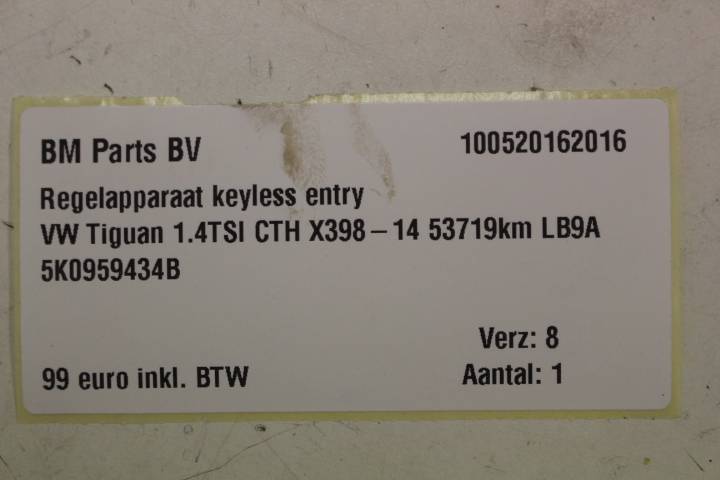 BM Parts BV 100520162016
Regelapparaat keyless entry
VW Tiguan 1.4TSI CTH X398-14 53719km LB9A
5K0959434B
Verz: 8
99 euro inkl. BTW Aantal: 1